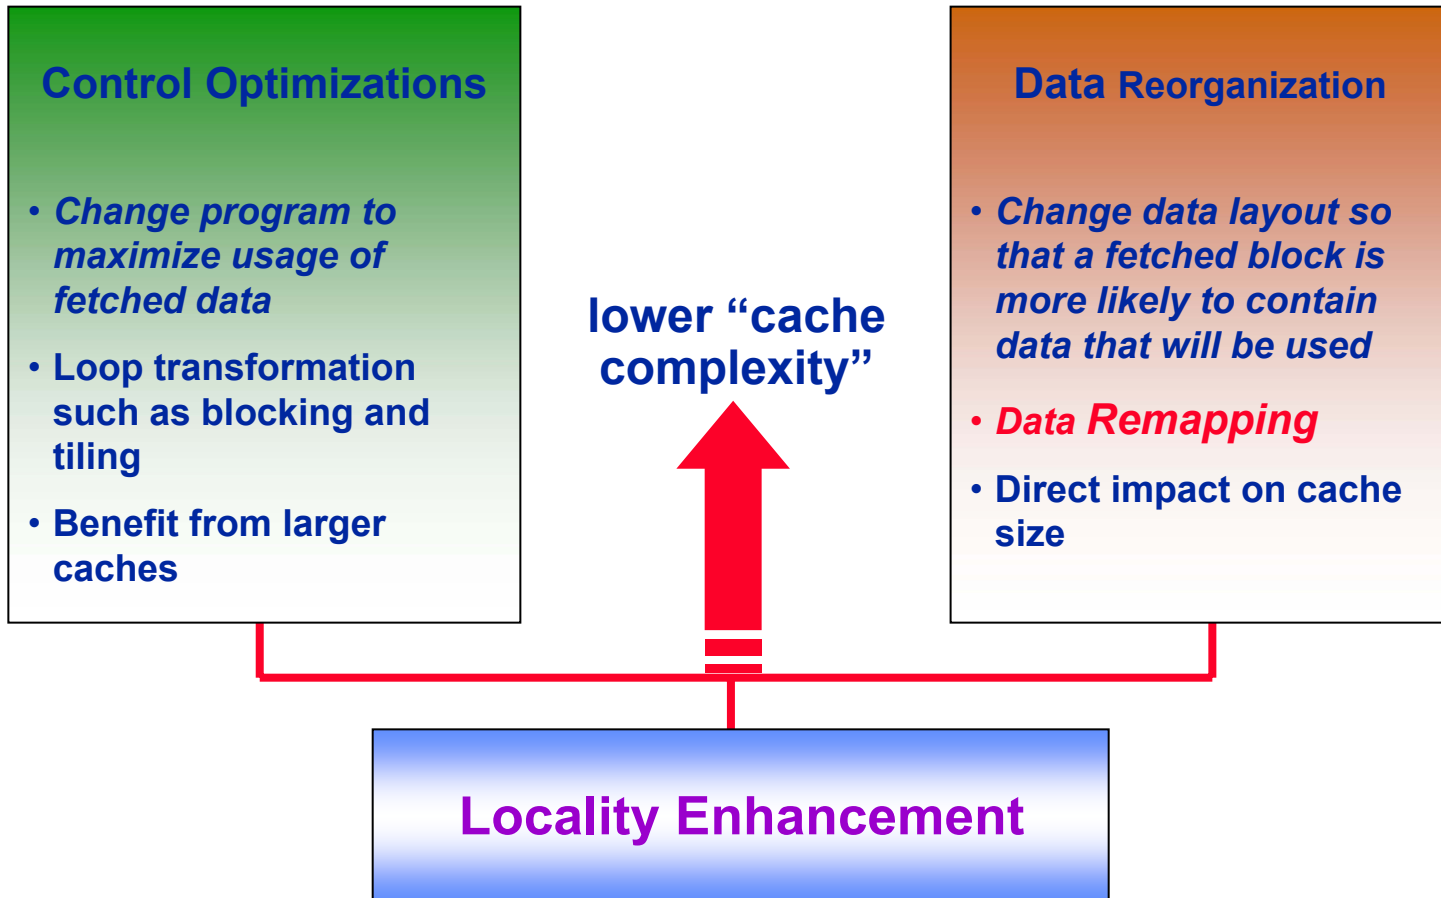 Control Optimizations
• Change program to
maximize usage of
fetched data
• Loop transformation
such as blocking and
tiling
• Benefit from larger
caches
lower “cache
complexity”
Data Reorganization
• Change data layout so
that a fetched block is
more likely to contain
data that will be used
• Data Remapping
• Direct impact on cache
size
Locality Enhancement